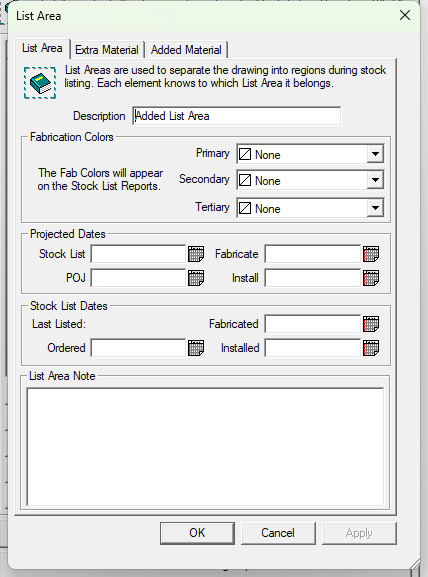 List Area
List Area Extra Material Added Material
List Areas are used to separate the drawing into regions during stock
listing. Each element knows to which List Area it belongs.
Description Added List Area
Fabrication Colors
The Fab Colors will appear
on the Stock List Reports.
Primary None
Secondary None
Tertiary None
Projected Dates
Stock List Fabricate
POJ Install
Stock List Dates
Last Listed: Fabricated
Ordered Installed
List Area Note
OK Cancel Apply